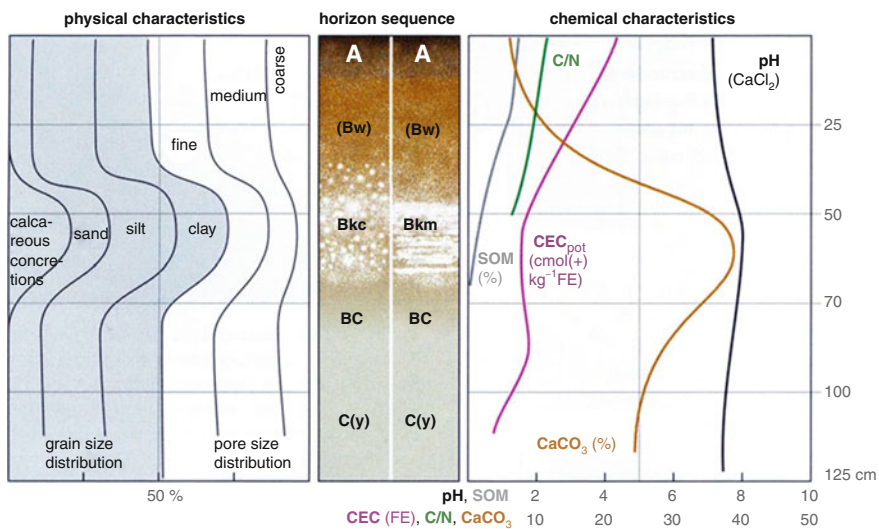 physical characteristics
horizon sequence
chemical characteristics
coarse
medium
fine
calca-
reous
concre-
tions
sand
silt
clay
grain size
distribution
pore size
distribution
50 %
A
A
(Bw)
(Bw)
Bkc
Bkm
BC
BC
C(y)
C(y)
C/N
pH
(CaCl₂)
SOM
(%)
CECpot
(cmol(+)
kg⁻¹FE)
CaCO₃ (%)
25
50
70
100
125 cm
pH, SOM 2 4 6 8 10
CEC (FE), C/N, CaCO₃ 10 20 30 40 50